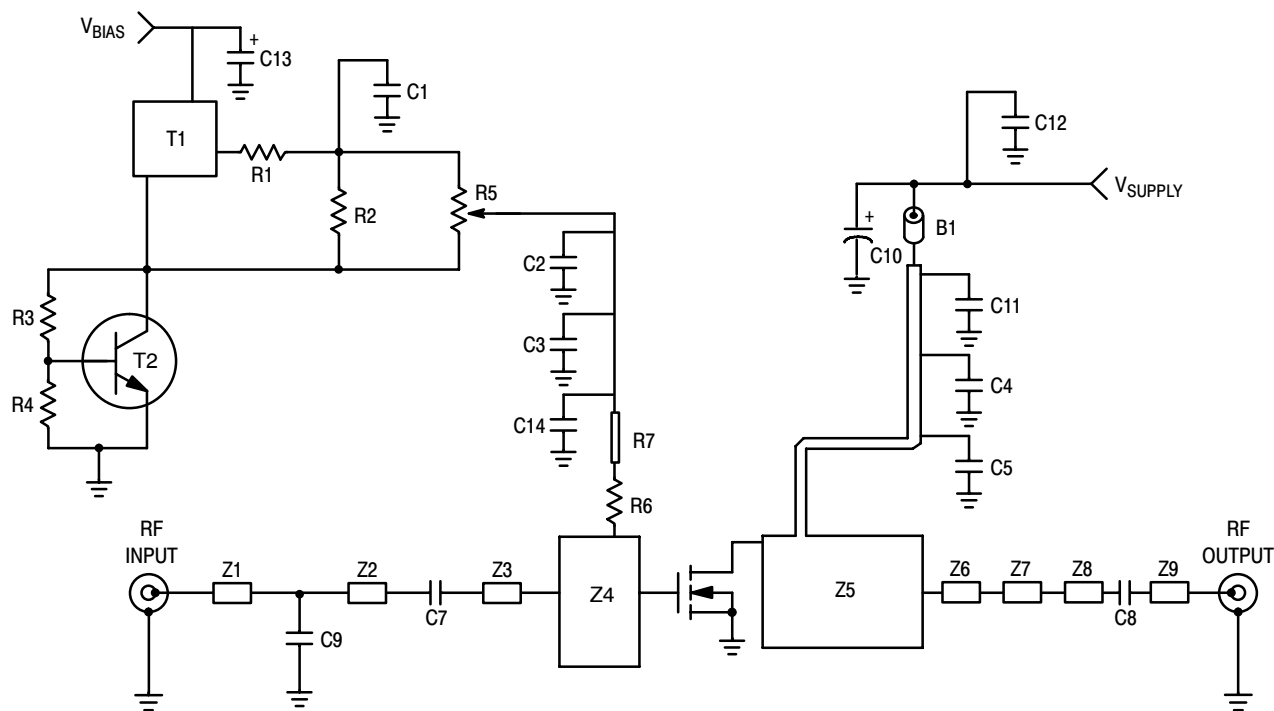 VBIAS
+
C13
C1
T1
R1
R2
R5
C12
VSUPPLY
+
C10
B1
C2
C11
R3
T2
C3
C4
R4
C14
R7
C5
R6
RF
INPUT
RF
OUTPUT
Z1
Z2
C7
Z3
Z4
Z5
Z6
Z7
Z8
C8
Z9
C9